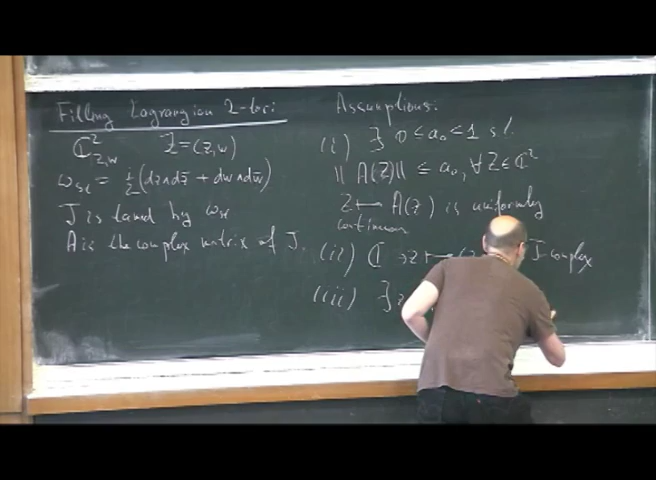 Filling Lagrangian 2-tori
ℂ²_{z,w} Z=(z,w)
ω_st = i/2 (dz∧dz̄ + dw∧dw̄)
J is tamed by ω_st
A is the complex matrix of J.
Assumptions:
(i) ∃ 0 ≤ a₀ < 1 s.t.
||A(Z)|| ≤ a₀, ∀Z∈ℂ²
Z ↦ A(Z) is uniformly
continuous
(ii) ℂ ∋ z ↦ (z J complex
(iii) ∃